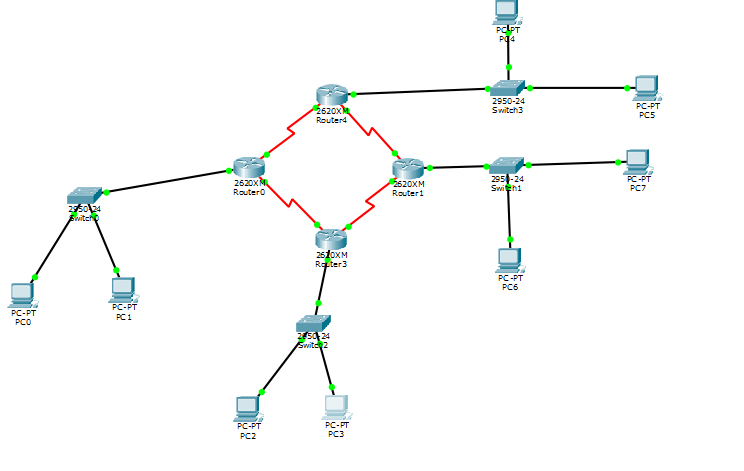 PC-PT
PC4
2620XM
Router4
2950-24
Switch3
PC-PT
PC5
2620XM
Router0
2620XM
Router1
2950-24
Switch1
PC-PT
PC7
2950-24
Switch0
2620XM
Router3
PC-PT
PC6
PC-PT
PC0
PC-PT
PC1
2950-24
Switch2
PC-PT
PC2
PC-PT
PC3